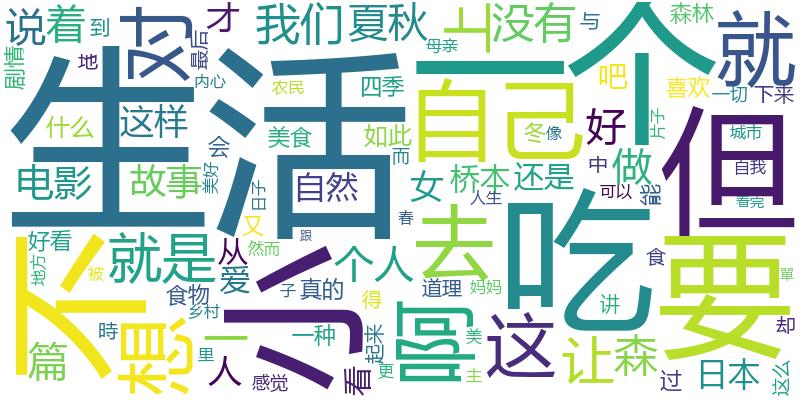 说着
到
对
才
我们
夏秋
上
没有
与
森林
就
剧情
地
最后
内心
母亲
农民
四季
一个
吧
喜欢
一切
下来
什么
这样
会
美食
如此
自己
冬
像
好
片子
城市
生活
但
电影
故事
美好
日子
自然
而
女
桥本
还是
做
中
可以
能
自我
看完
人生
春
去
吃
要
好看
地方
不
被
就是
从
又
然而
跟
爱
小
个人
食物
乡村
子
真的
得
道理
妈妈
食
單
想
時
里
一
一种
起来
啊
美
这
讲
却
篇
人
感觉
看
更
主
让
森
过
日本
这么